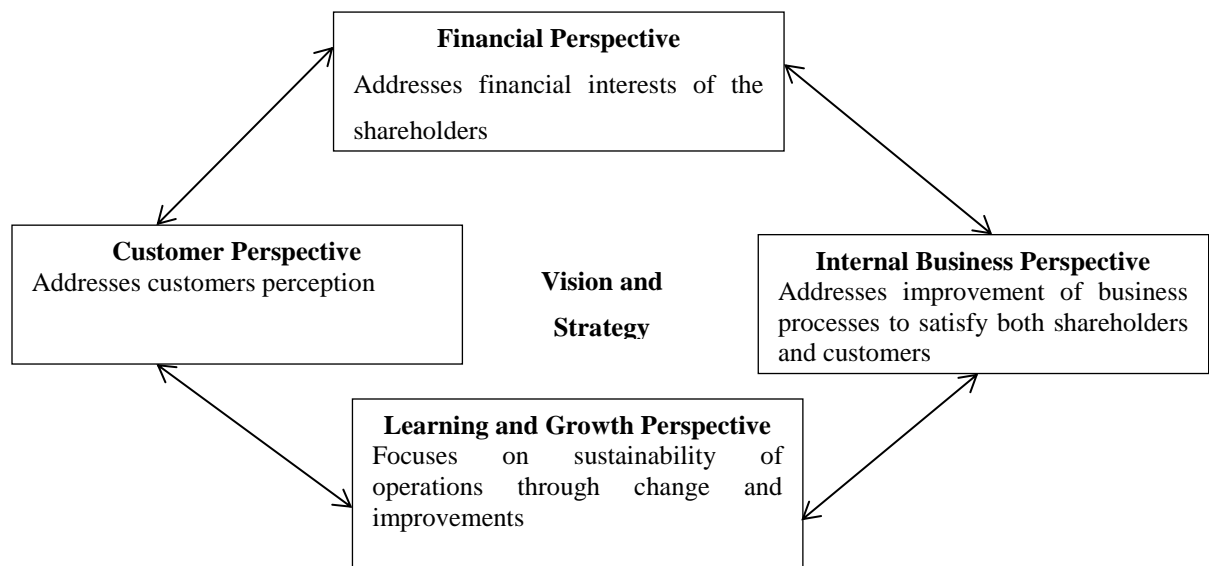 Financial Perspective
Addresses financial interests of the
shareholders
Customer Perspective
Addresses customers perception
Vision and
Strategy
Internal Business Perspective
Addresses improvement of business
processes to satisfy both shareholders
and customers
Learning and Growth Perspective
Focuses on sustainability of
operations through change and
improvements